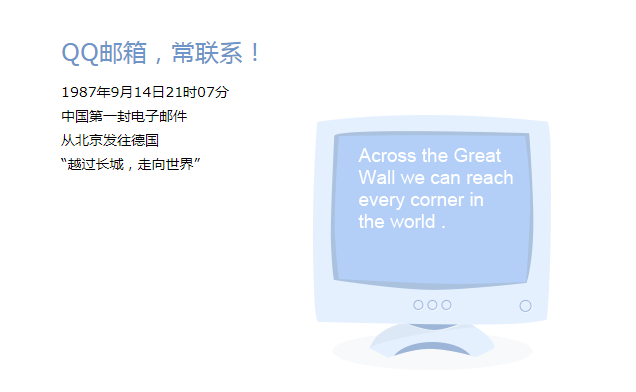 QQ邮箱，常联系！
1987年9月14日21时07分
中国第一封电子邮件
从北京发往德国
“越过长城，走向世界”
Across the Great
Wall we can reach
every corner in
the world .